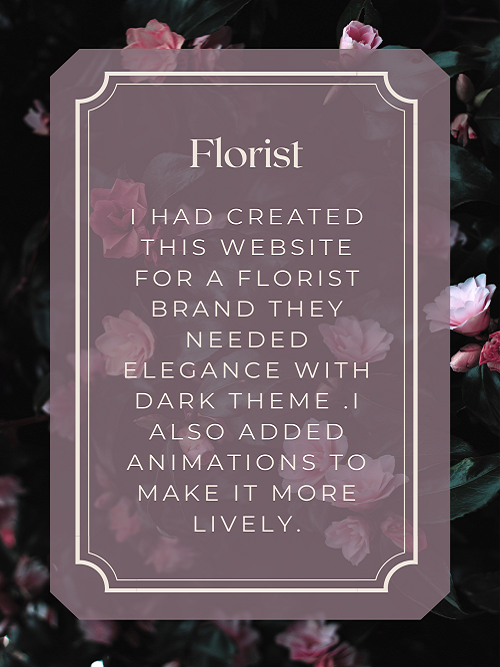 Florist
I HAD CREATED
THIS WEBSITE
FOR A FLORIST
BRAND THEY
NEEDED
ELEGANCE WITH
DARK THEME .I
ALSO ADDED
ANIMATIONS TO
MAKE IT MORE
LIVELY.